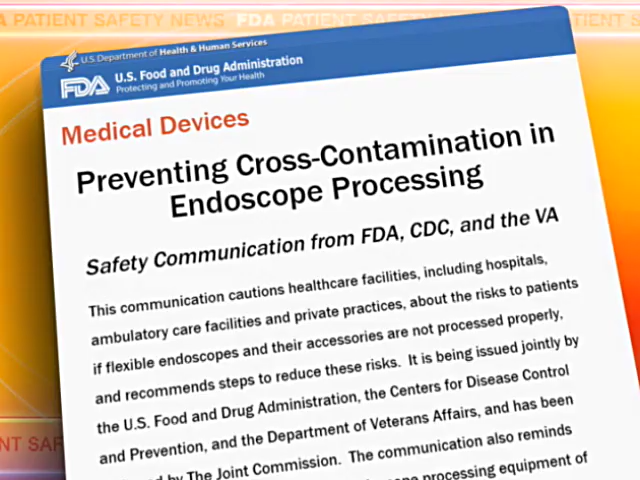 A PATIENT SAFETY NEWS FDA PATIENT SAFETY
U.S. Department of Health & Human Services
FDA U.S. Food and Drug Administration
Protecting and Promoting Your Health
Medical Devices
Preventing Cross-Contamination in
Endoscope Processing
Safety Communication from FDA, CDC, and the VA
This communication cautions healthcare facilities, including hospitals,
ambulatory care facilities and private practices, about the risks to patients
if flexible endoscopes and their accessories are not processed properly,
and recommends steps to reduce these risks. It is being issued jointly by
the U.S. Food and Drug Administration, the Centers for Disease Control
and Prevention, and the Department of Veterans Affairs, and has been
by The Joint Commission. The communication also reminds
processing equipment of